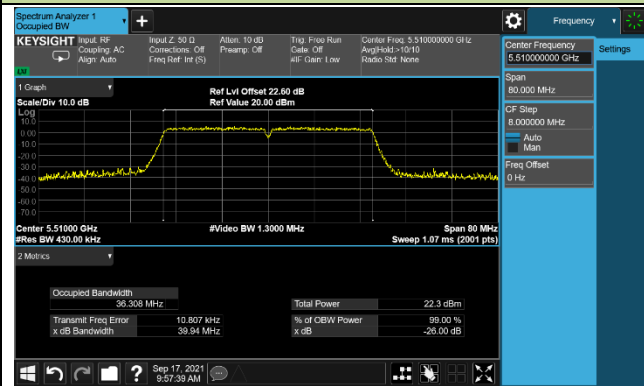 Spectrum Analyzer 1
Occupied BW
Frequency
KEYSIGHT
Input: RF
Coupling: AC
Align: Auto
Input Z: 50 Ω
Corrections: Off
Freq Ref: Int (S)
Atten: 10 dB
Preamp: Off
Trig: Free Run
Gate: Off
#IF Gain: Low
Center Freq: 5.510000000 GHz
Avg|Hold:>10/10
Radio Std: None
Center Frequency
5.510000000 GHz
Settings
Span
80.000 MHz
CF Step
8.000000 MHz
Auto
Man
Freq Offset
0 Hz
1 Graph
Scale/Div 10.0 dB
Ref Lvl Offset 22.60 dB
Ref Value 20.00 dBm
Log
10.0
0.00
-10.0
-20.0
-30.0
-40.0
-50.0
-60.0
-70.0
Center 5.51000 GHz
#Video BW 1.3000 MHz
Span 80 MHz
#Res BW 430.00 kHz
Sweep 1.07 ms (2001 pts)
2 Metrics
Occupied Bandwidth
36.308 MHz
Total Power
22.3 dBm
Transmit Freq Error
10.807 kHz
% of OBW Power
99.00 %
x dB Bandwidth
39.94 MHz
x dB
-26.00 dB
Sep 17, 2021
9:57:39 AM